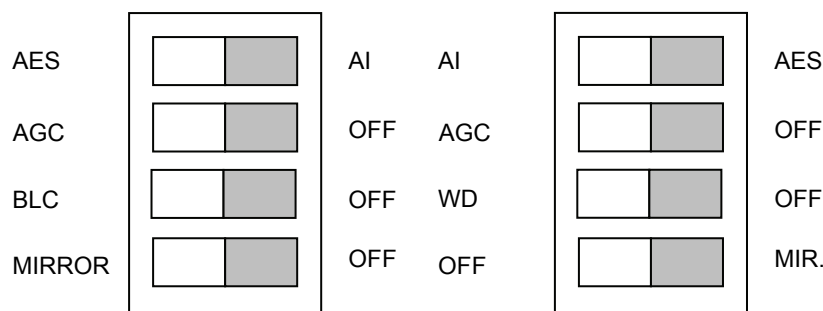 AES AI AI AES
AGC OFF AGC OFF
BLC OFF WD OFF
MIRROR OFF OFF MIR.